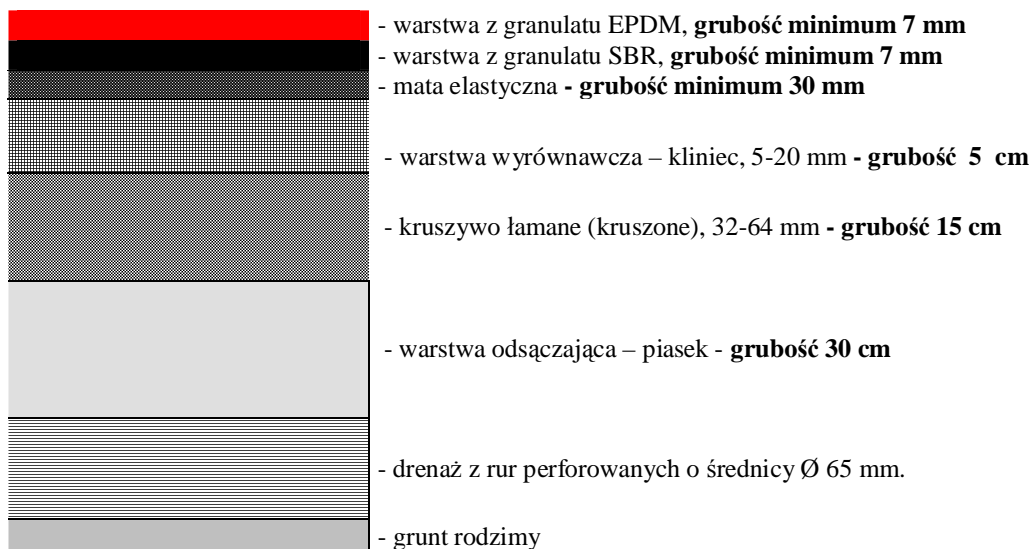 - warstwa z granulatu EPDM, grubość minimum 7 mm
- warstwa z granulatu SBR, grubość minimum 7 mm
- mata elastyczna - grubość minimum 30 mm
- warstwa wyrównawcza – kliniec, 5-20 mm - grubość 5 cm
- kruszywo łamane (kruszone), 32-64 mm - grubość 15 cm
- warstwa odsączająca – piasek - grubość 30 cm
- drenaż z rur perforowanych o średnicy Ø 65 mm.
- grunt rodzimy